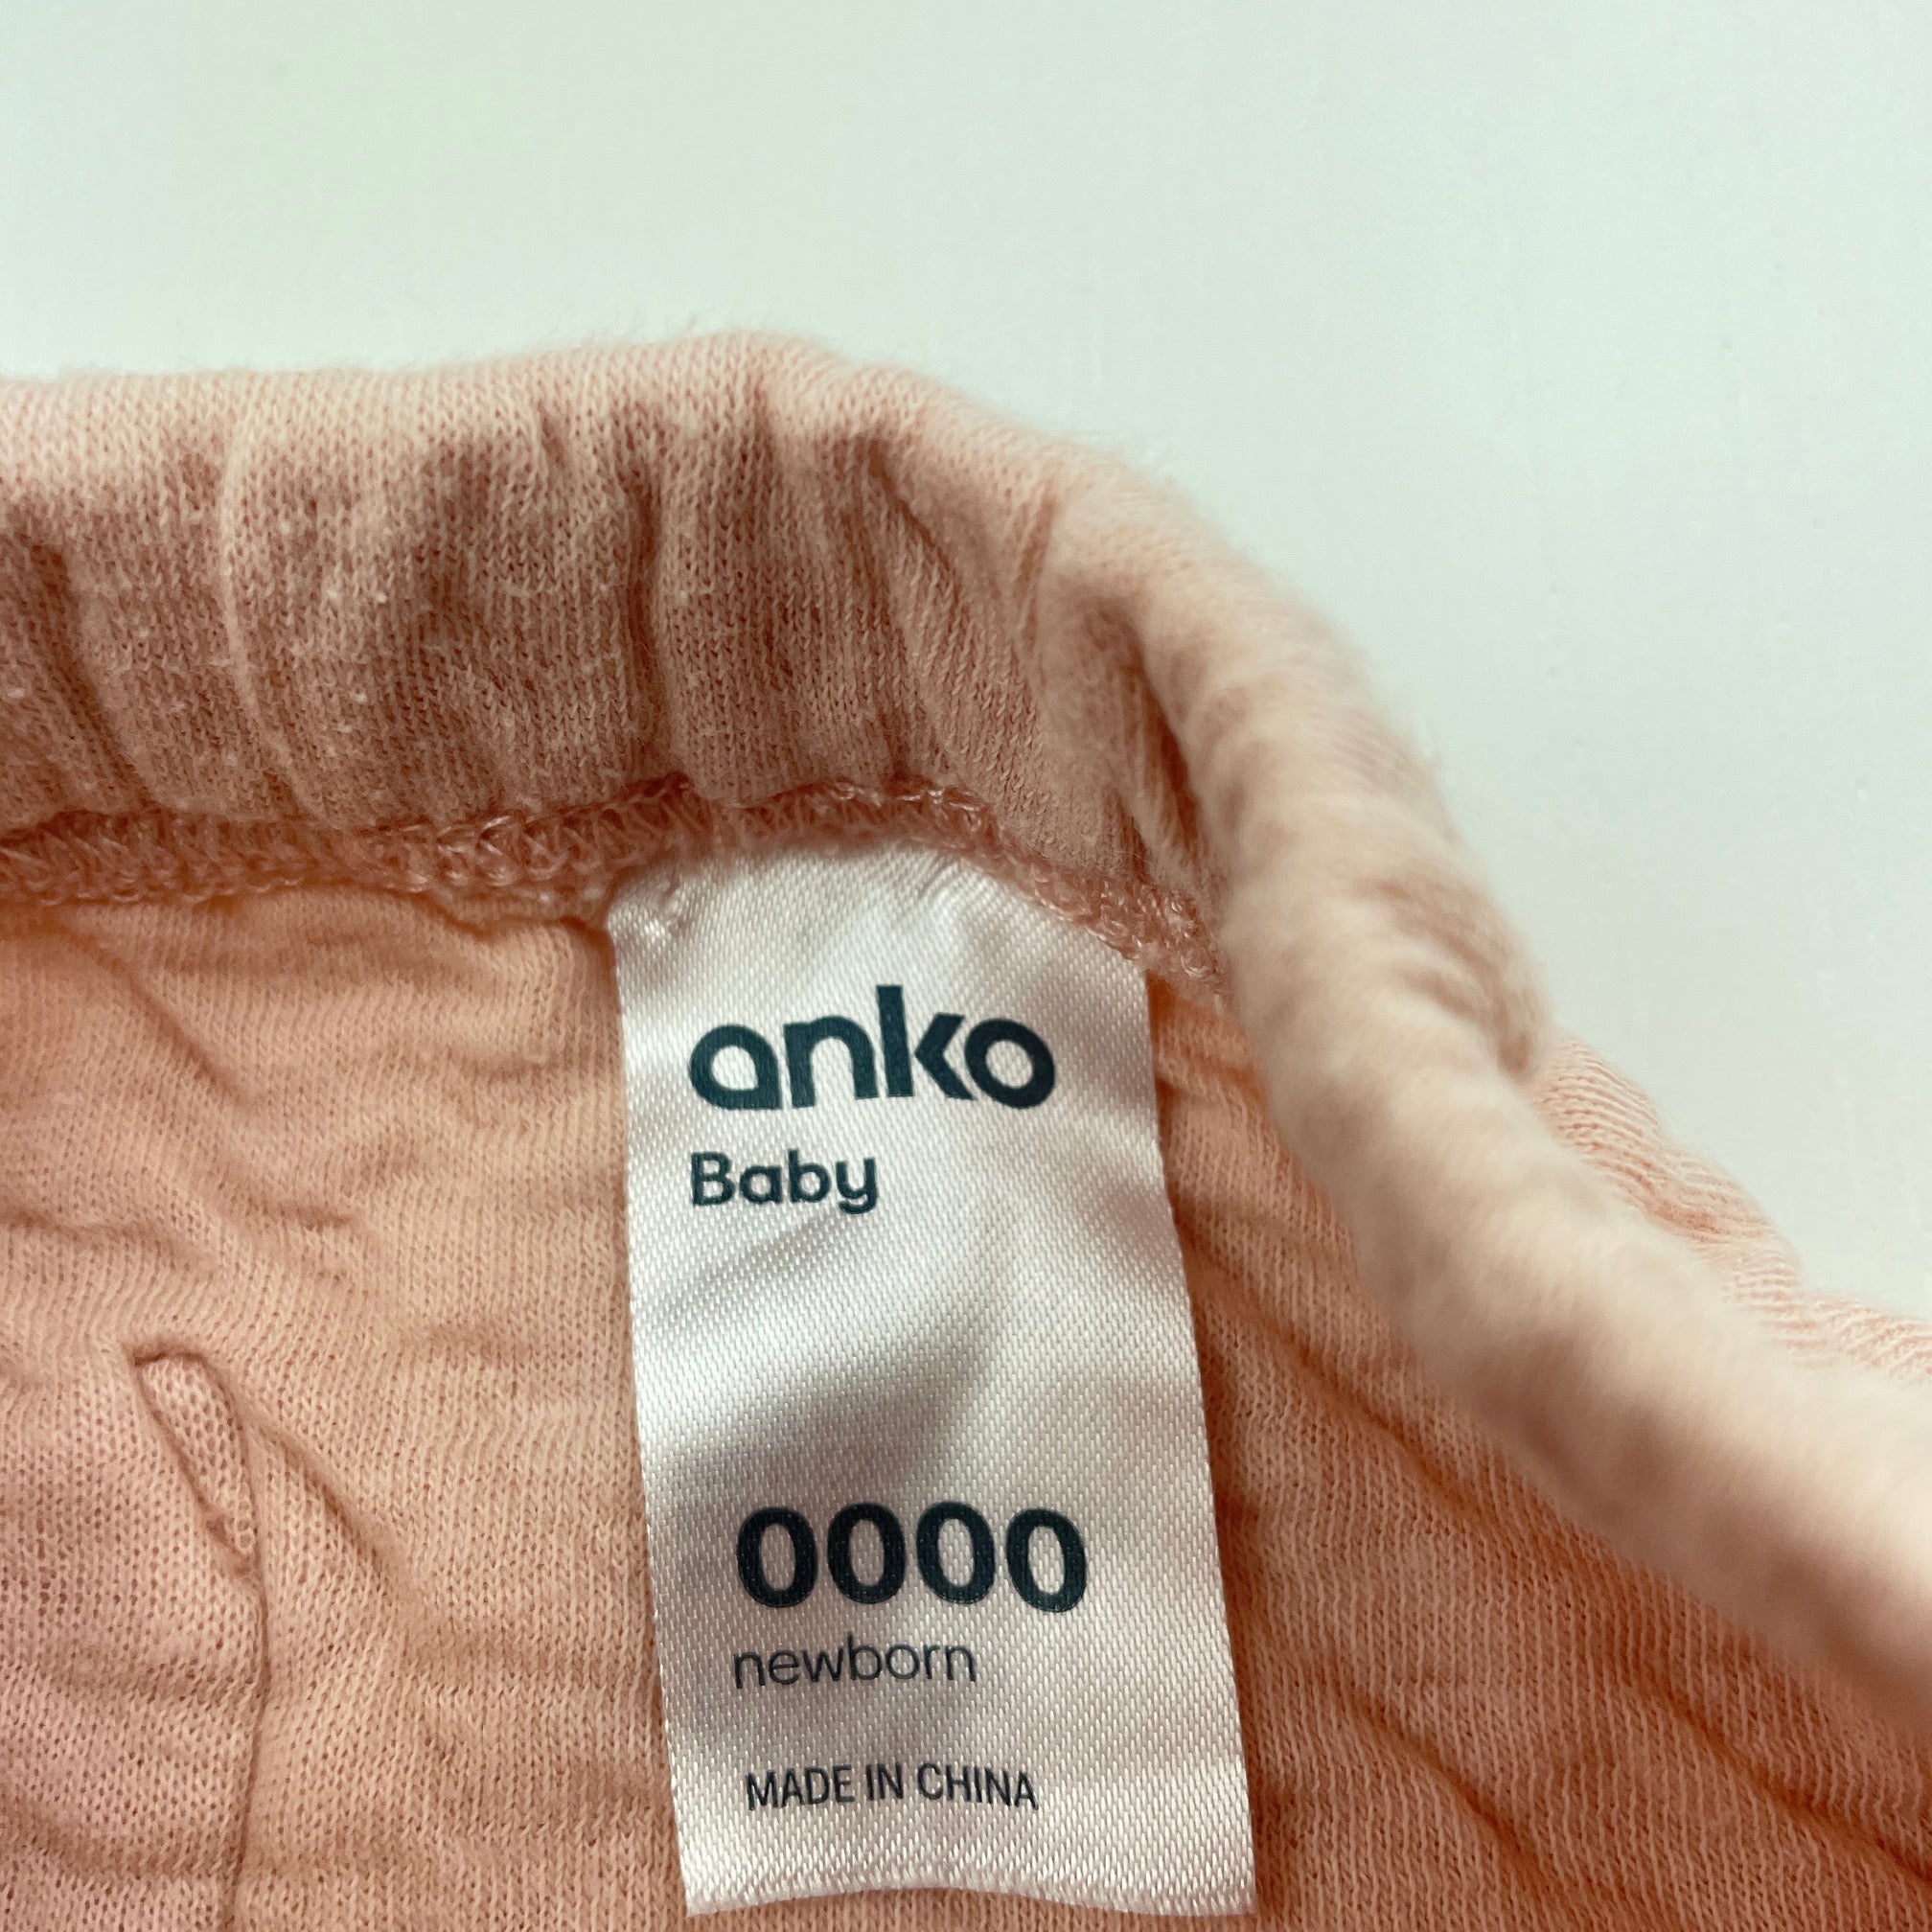 anko
Baby
0000
newborn
MADE IN CHINA